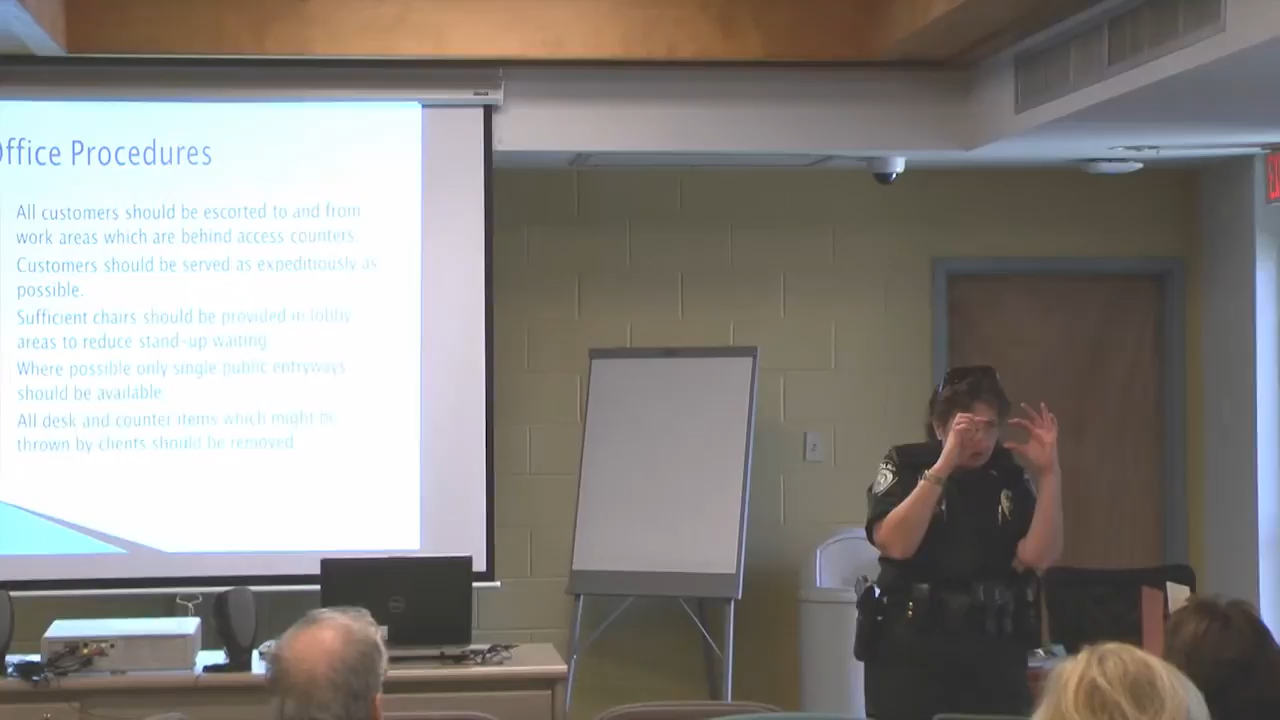 Office Procedures
All customers should be escorted to and from
work areas which are behind access counters.
Customers should be served as expeditiously as
possible.
Sufficient chairs should be provided in lobby
areas to reduce stand-up waiting
Where possible only single public entryways
should be available
All desk and counter items which might be
thrown by clients should be removed